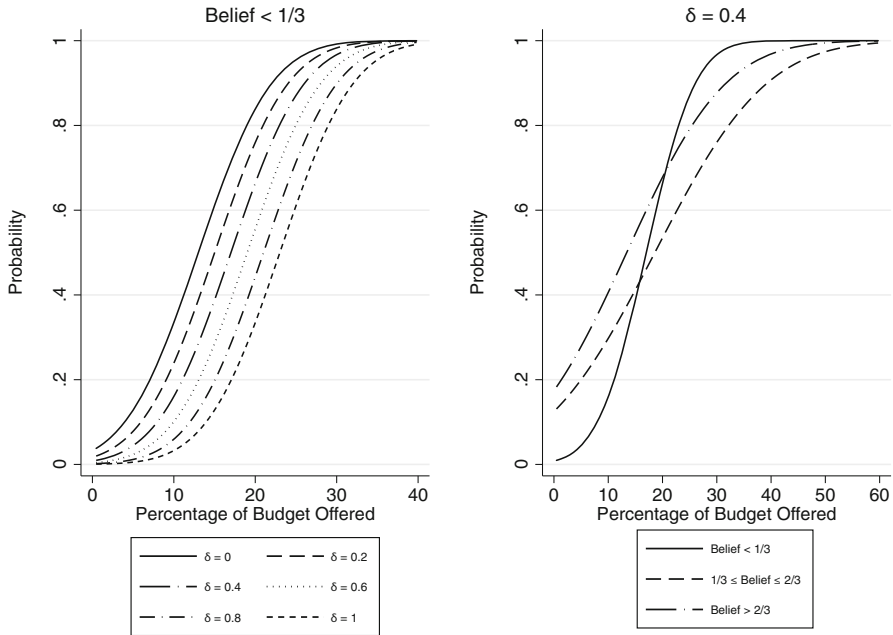 Belief < 1/3
Probability
0
.2
.4
.6
.8
1
0 10 20 30 40
Percentage of Budget Offered
δ = 0
δ = 0.2
δ = 0.4
δ = 0.6
δ = 0.8
δ = 1
δ = 0.4
Probability
0
.2
.4
.6
.8
1
0 10 20 30 40 50 60
Percentage of Budget Offered
Belief < 1/3
1/3 ≤ Belief ≤ 2/3
Belief > 2/3